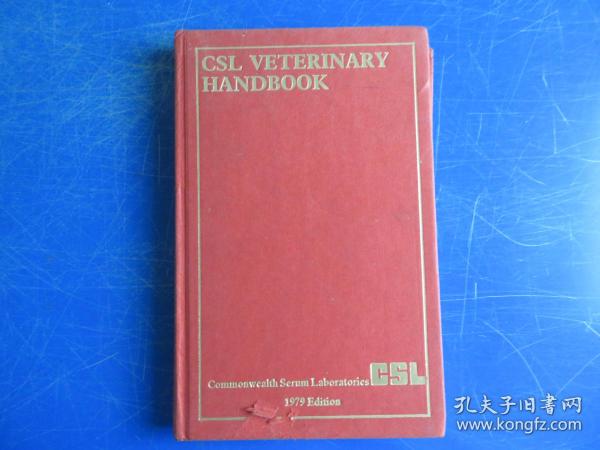 CSL VETERINARY
HANDBOOK
Commonwealth Serum Laboratories CSL
1979 Edition
孔夫子旧书网
www.kongfz.com